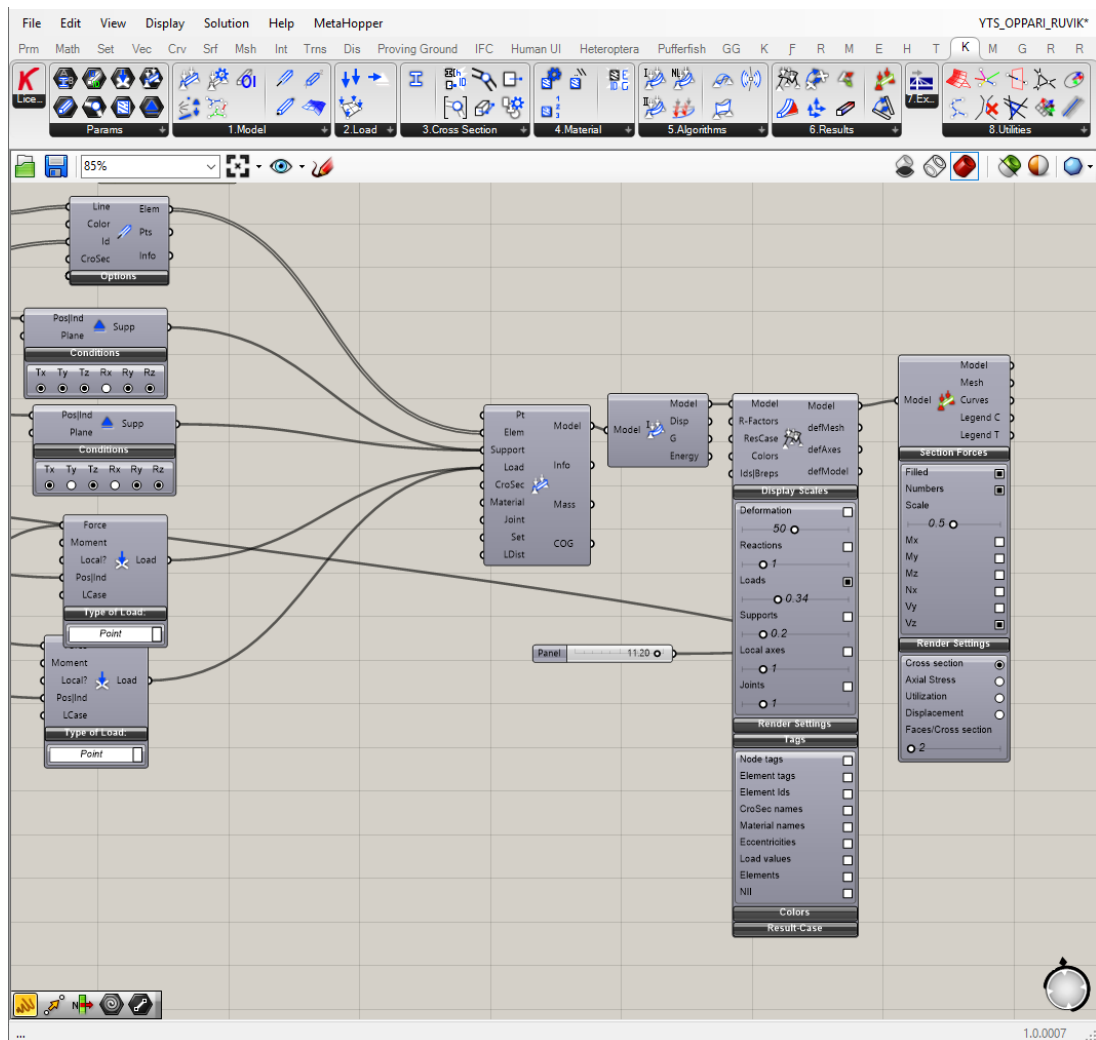 File Edit View Display Solution Help MetaHopper YTS_OPPARI_RUVIK*
Prm Math Set Vec Crv Srf Msh Int Trns Dis Proving Ground IFC Human UI Heteroptera Pufferfish GG K F R M E H T K M G R R
Lice... Params 1.Model 2.Load 3.Cross Section 4.Material 5.Algorithms 6.Results 7.Ex... 8.Utilities
85%
Line
Color
Id
CroSec
Elem
Pts
Info
Options
Pos|Ind
Plane
Supp
Conditions
Tx Ty Tz Rx Ry Rz
Pos|Ind
Plane
Supp
Conditions
Tx Ty Tz Rx Ry Rz
Force
Moment
Local?
Pos|Ind
LCase
Load
Type of Load:
Point
Moment
Local?
Pos|Ind
LCase
Load
Type of Load:
Point
Pt
Elem
Support
Load
CroSec
Material
Joint
Set
LDist
Model
Info
Mass
COG
Model
Model
Disp
G
Energy
Panel 11.20
Model
R-Factors
ResCase
Colors
Ids|Breps
Model
defMesh
defAxes
defModel
Display Scales
Deformation
50
Reactions
1
Loads
0.34
Supports
0.2
Local axes
1
Joints
1
Render Settings
Tags
Node tags
Element tags
Element Ids
CroSec names
Material names
Eccentricities
Load values
Elements
NII
Colors
Result-Case
Model
Model
Mesh
Curves
Legend C
Legend T
Section Forces
Filled
Numbers
Scale
0.5
Mx
My
Mz
Nx
Vy
Vz
Render Settings
Cross section
Axial Stress
Utilization
Displacement
Faces/Cross section
2
...
1.0.0007